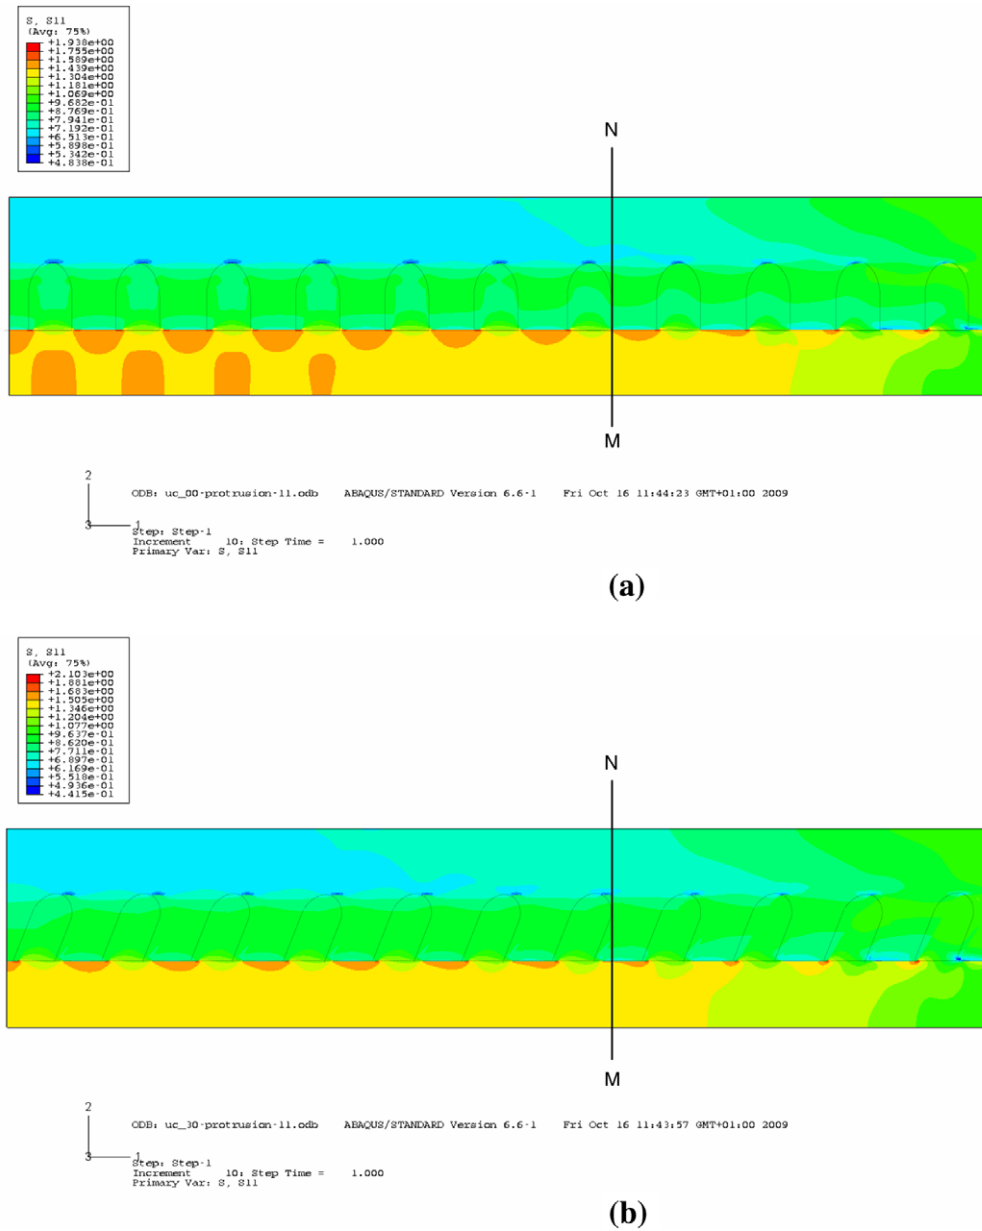 S, S11
(Avg: 75%)
+1.938e+00
+1.755e+00
+1.589e+00
+1.439e+00
+1.304e+00
+1.181e+00
+1.069e+00
+9.682e-01
+8.769e-01
+7.941e-01
+7.192e-01
+6.513e-01
+5.898e-01
+5.342e-01
+4.838e-01
N
M
2
3 1
ODB: uc_00-protrusion-11.odb ABAQUS/STANDARD Version 6.6-1 Fri Oct 16 11:44:23 GMT+01:00 2009
Step: Step-1
Increment 10: Step Time = 1.000
Primary Var: S, S11
(a)
S, S11
(Avg: 75%)
+2.103e+00
+1.881e+00
+1.683e+00
+1.505e+00
+1.346e+00
+1.204e+00
+1.077e+00
+9.637e-01
+8.620e-01
+7.711e-01
+6.897e-01
+6.169e-01
+5.518e-01
+4.936e-01
+4.415e-01
N
M
2
3 1
ODB: uc_30-protrusion-11.odb ABAQUS/STANDARD Version 6.6-1 Fri Oct 16 11:43:57 GMT+01:00 2009
Step: Step-1
Increment 10: Step Time = 1.000
Primary Var: S, S11
(b)